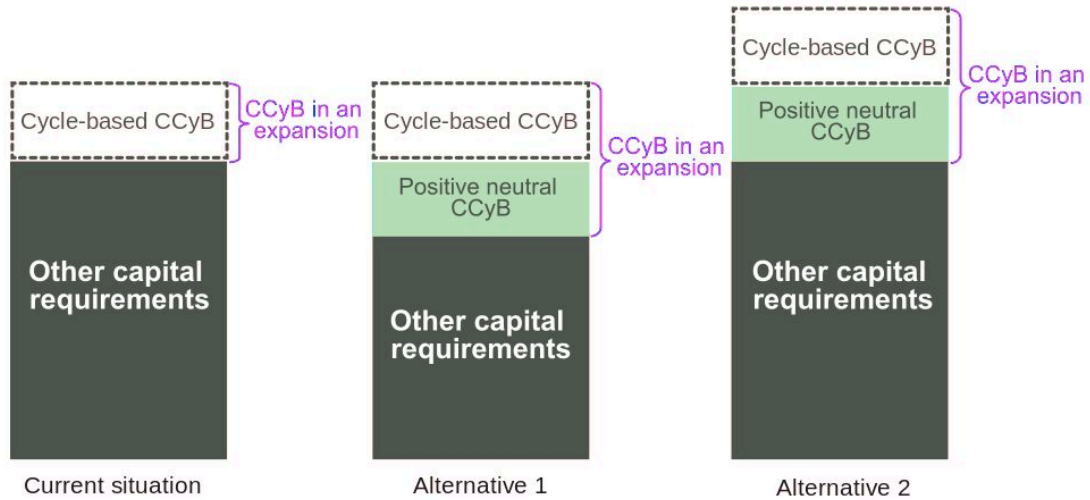 Cycle-based CCyB
CCyB in an
expansion
Other capital
requirements
Current situation
Cycle-based CCyB
Positive neutral
CCyB
CCyB in an
expansion
Other capital
requirements
Alternative 1
Cycle-based CCyB
Positive neutral
CCyB
CCyB in an
expansion
Other capital
requirements
Alternative 2